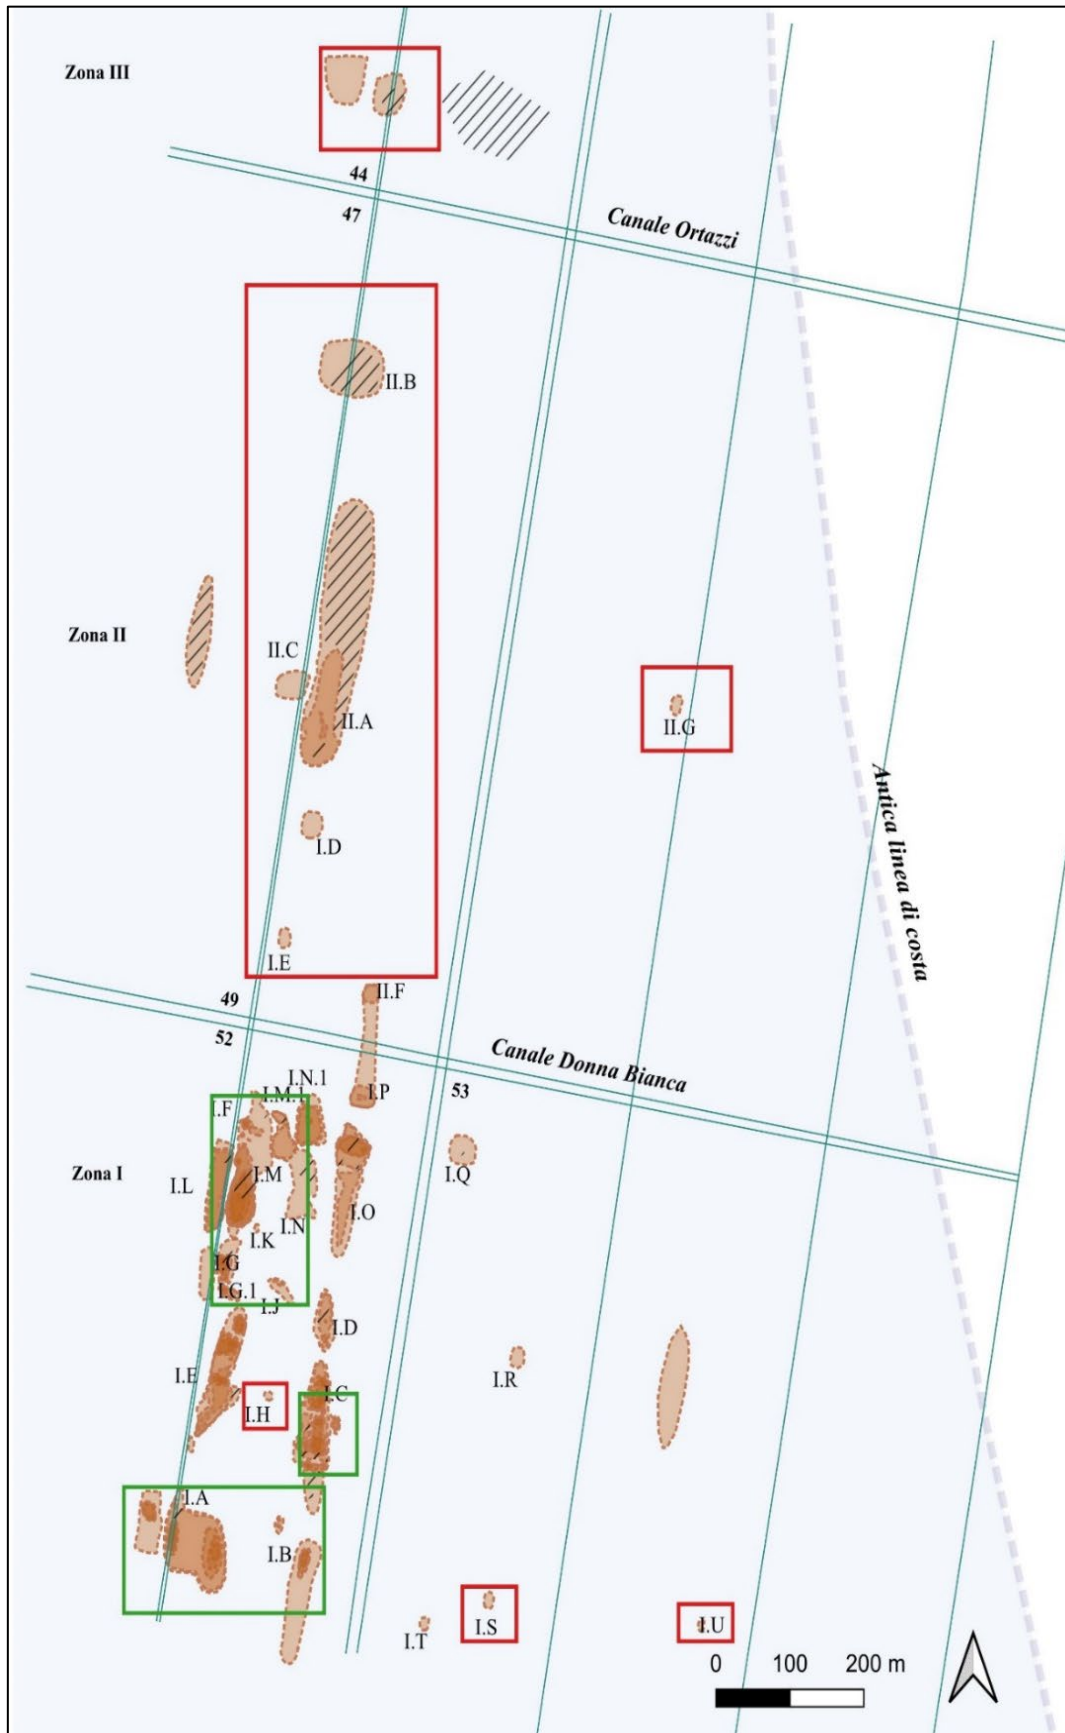 Zona III
44
47
Canale Ortazzi
II.B
Zona II
II.C
II.A
II.G
I.D
Antica linea di costa
I.E
II.F
49
52
Canale Donna Bianca
53
I.N.1
I.M.1
I.P
I.F
Zona I
I.L
I.M
I.Q
I.N
I.O
I.K
I.G
I.G.1
I.J
I.D
I.E
I.C
I.R
I.H
I.A
I.B
I.S
I.T
I.U
0 100 200 m